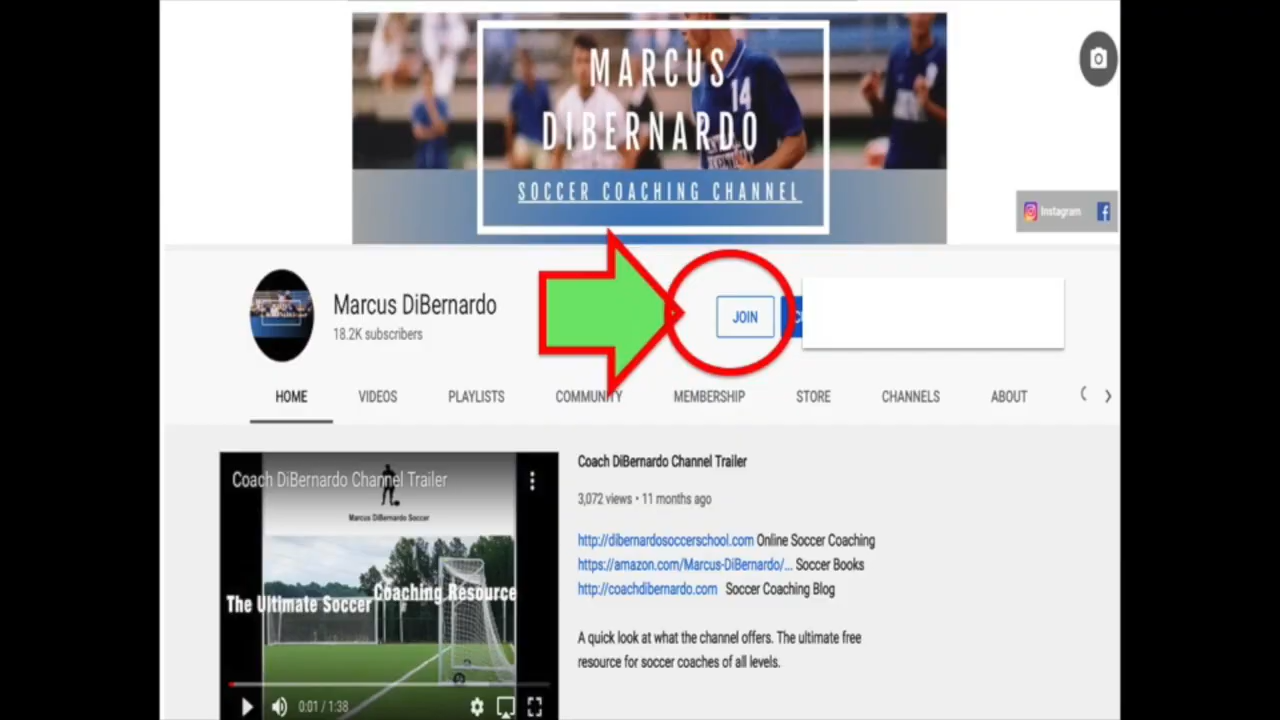 MARCUS
DIBERNARDO
14
SOCCER COACHING CHANNEL
Instagram
Marcus DiBernardo
18.2K subscribers
JOIN
HOME VIDEOS PLAYLISTS COMMUNITY MEMBERSHIP STORE CHANNELS ABOUT
Coach DiBernardo Channel Trailer
Marcus DiBernardo Soccer
The Ultimate Soccer Coaching Resource
0:01 / 1:38
Coach DiBernardo Channel Trailer
3,072 views • 11 months ago
http://dibernardosoccerschool.com Online Soccer Coaching
https://amazon.com/Marcus-DiBernardo/... Soccer Books
http://coachdibernardo.com Soccer Coaching Blog
A quick look at what the channel offers. The ultimate free
resource for soccer coaches of all levels.